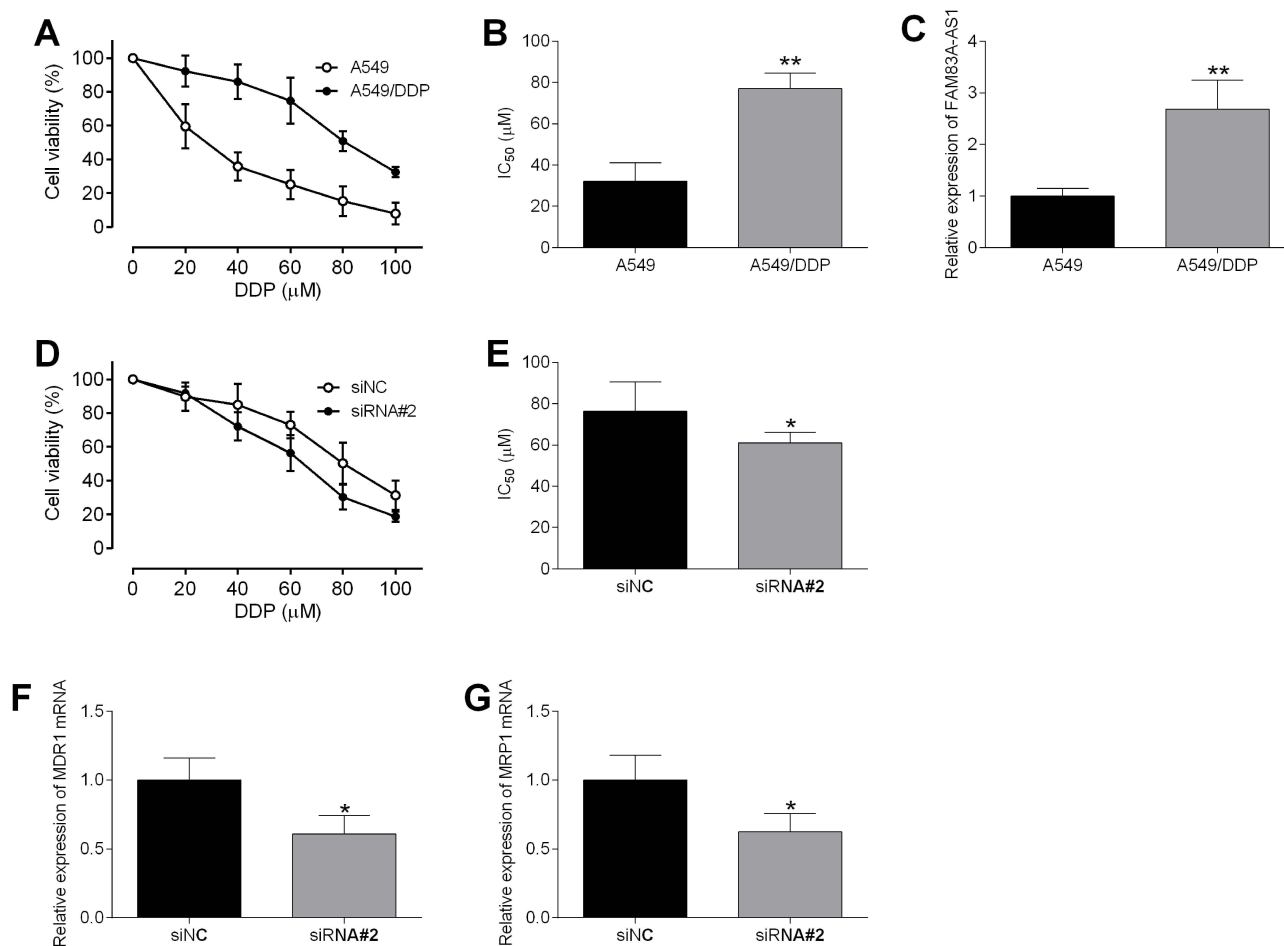 A
Cell viability (%)
100
80
60
40
20
0
A549
A549/DDP
0 20 40 60 80 100
DDP (μM)
B
IC50 (μM)
100
80
60
40
20
0
**
A549 A549/DDP
C
Relative expression of FAM83A-AS1
4
3
2
1
0
**
A549 A549/DDP
D
Cell viability (%)
100
80
60
40
20
0
siNC
siRNA#2
0 20 40 60 80 100
DDP (μM)
E
IC50 (μM)
100
80
60
40
20
0
*
siNC siRNA#2
F
Relative expression of MDR1 mRNA
1.5
1.0
0.5
0.0
*
siNC siRNA#2
G
Relative expression of MRP1 mRNA
1.5
1.0
0.5
0.0
*
siNC siRNA#2